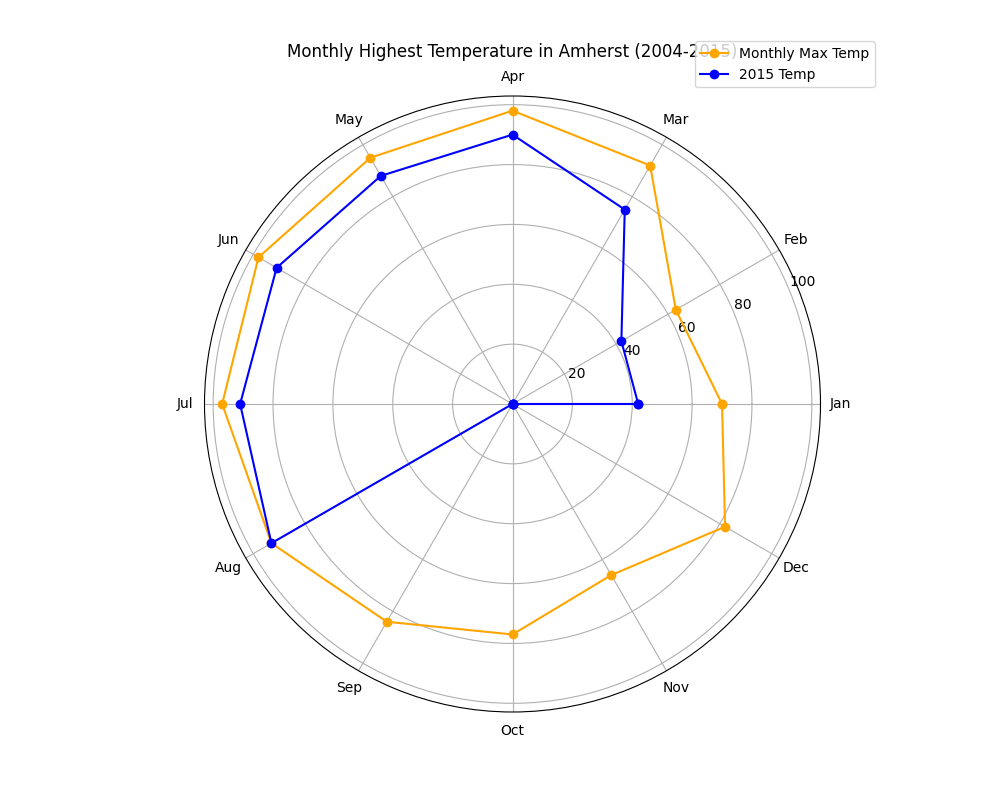 Monthly Highest Temperature in Amherst (2004-2015)
Monthly Max Temp
2015 Temp
Apr
May
Mar
Jun
Feb
100
80
60
40
20
Jul
Jan
Aug
Dec
Sep
Nov
Oct